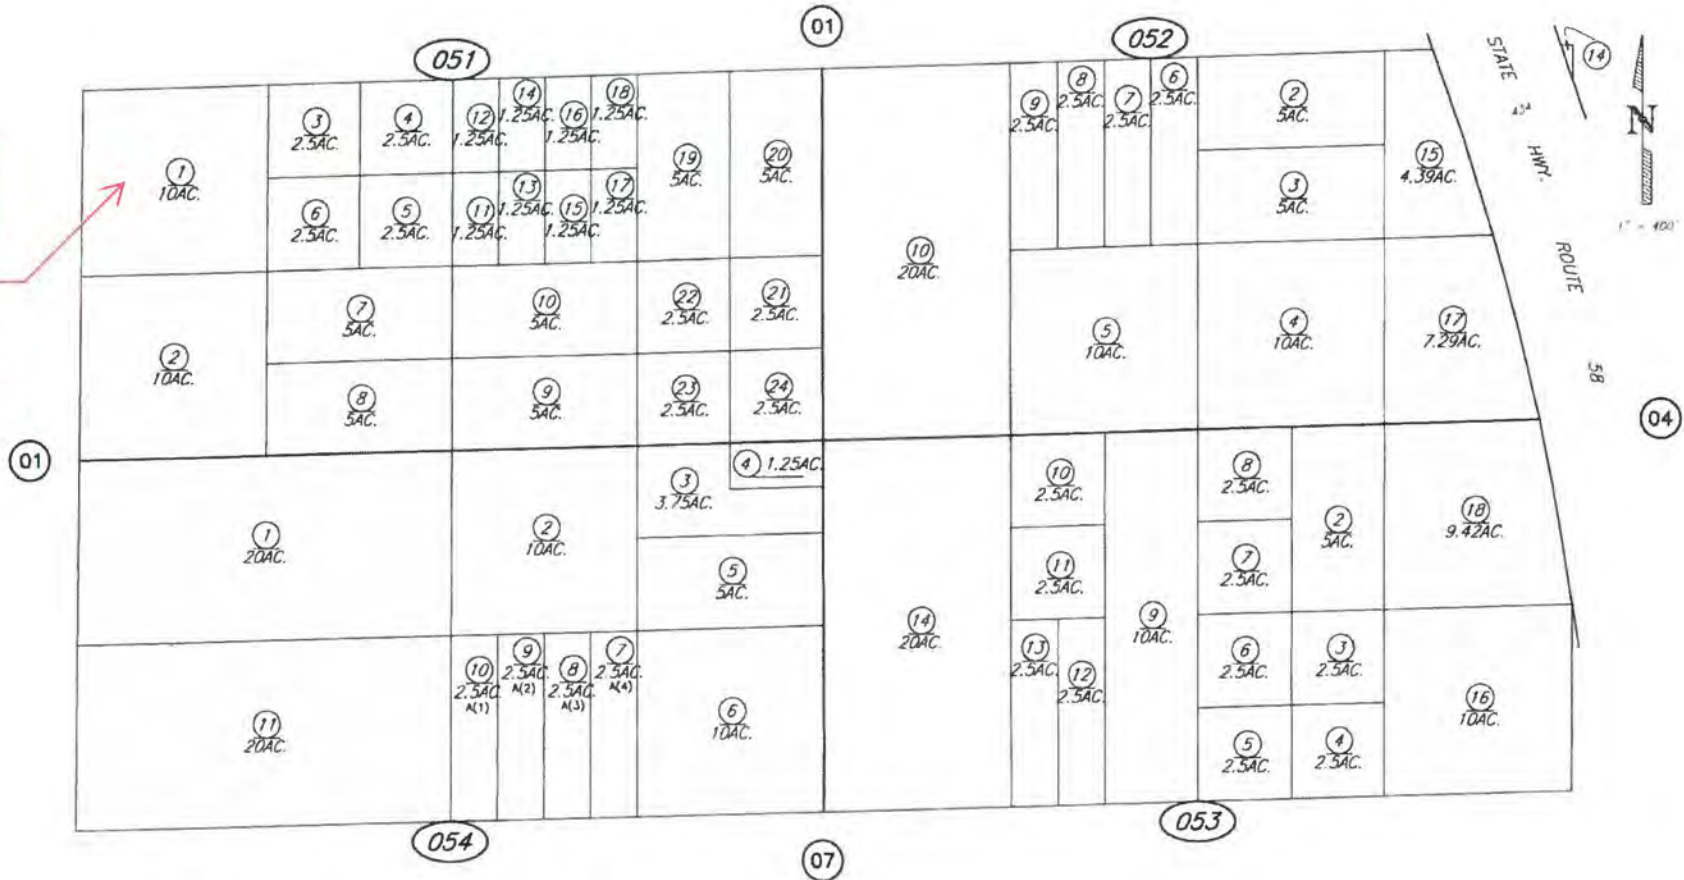 01
051
052
STATE
HWY.
ROUTE
58
14
N
1" = 400'
01
04
1
10AC.
3
2.5AC.
4
2.5AC.
12
1.25AC.
14
1.25AC.
16
1.25AC.
18
1.25AC.
19
5AC.
20
5AC.
6
2.5AC.
5
2.5AC.
11
1.25AC.
13
1.25AC.
15
1.25AC.
17
1.25AC.
2
10AC.
7
5AC.
10
5AC.
22
2.5AC.
21
2.5AC.
8
5AC.
9
5AC.
23
2.5AC.
24
2.5AC.
10
20AC.
9
2.5AC.
8
2.5AC.
7
2.5AC.
6
2.5AC.
2
5AC.
3
5AC.
15
4.39AC.
5
10AC.
4
10AC.
17
7.29AC.
1
20AC.
2
10AC.
3
3.75AC.
4 1.25AC.
5
5AC.
11
20AC.
10
2.5AC.
A(1)
9
2.5AC.
A(2)
8
2.5AC.
A(3)
7
2.5AC.
A(4)
6
10AC.
14
20AC.
10
2.5AC.
11
2.5AC.
13
2.5AC.
12
2.5AC.
9
10AC.
8
2.5AC.
7
2.5AC.
2
5AC.
18
9.42AC.
6
2.5AC.
3
2.5AC.
5
2.5AC.
4
2.5AC.
16
10AC.
054
07
053